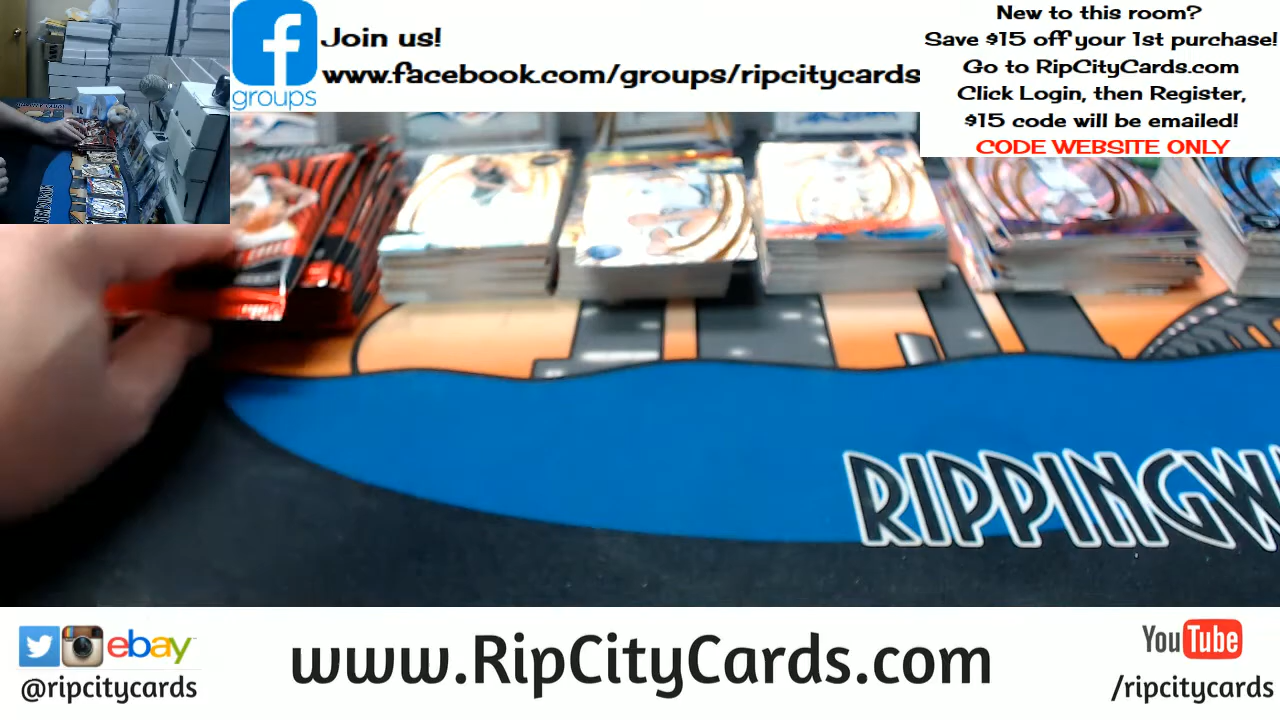 groups
Join us!
www.facebook.com/groups/ripcitycards
New to this room?
Save $15 off your 1st purchase!
Go to RipCityCards.com
Click Login, then Register,
$15 code will be emailed!
CODE WEBSITE ONLY
RIPPINGW
ebay
@ripcitycards
www.RipCityCards.com
YouTube
/ripcitycards